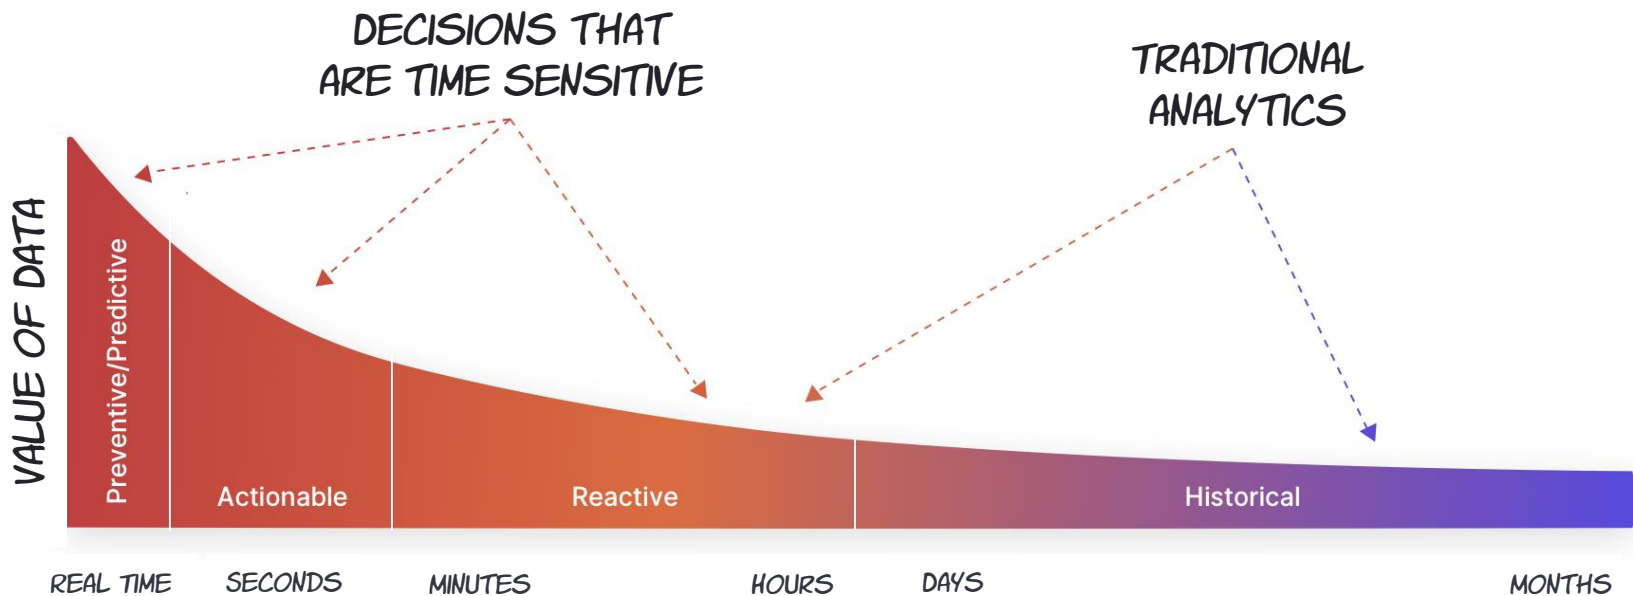 DECISIONS THAT
ARE TIME SENSITIVE
TRADITIONAL
ANALYTICS
VALUE OF DATA
Preventive/Predictive
Actionable
Reactive
Historical
REAL TIME
SECONDS
MINUTES
HOURS
DAYS
MONTHS